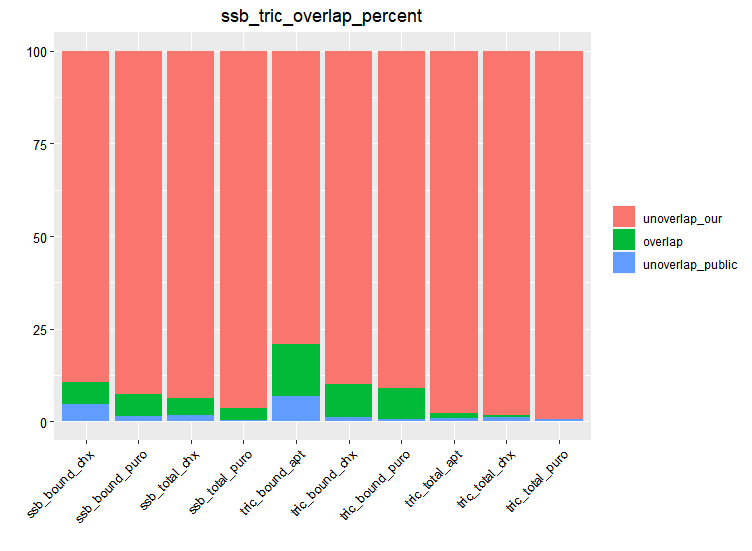 ssb_tric_overlap_percent
100
75
50
25
0
ssb_bound_chx
ssb_bound_puro
ssb_total_chx
ssb_total_puro
tric_bound_apt
tric_bound_chx
tric_bound_puro
tric_total_apt
tric_total_chx
tric_total_puro
unoverlap_our
overlap
unoverlap_public